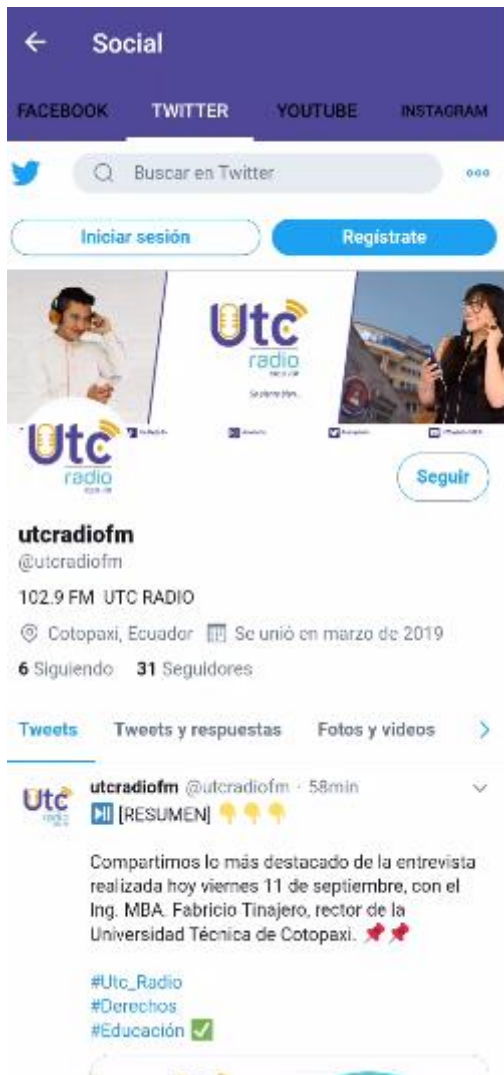 Social
FACEBOOK TWITTER YOUTUBE INSTAGRAM
Buscar en Twitter
Iniciar sesión Regístrate
Utc
radio
Utc
radio
Seguir
utcradiofm
@utcradiofm
102.9 FM UTC RADIO
Cotopaxi, Ecuador Se unió en marzo de 2019
6 Siguiendo 31 Seguidores
Tweets Tweets y respuestas Fotos y videos
Utc
radio
utcradiofm @utcradiofm · 58min
⏯️ [RESUMEN] 👇👇👇
Compartimos lo más destacado de la entrevista
realizada hoy viernes 11 de septiembre, con el
Ing. MBA. Fabricio Tinajero, rector de la
Universidad Técnica de Cotopaxi. 📌📌
#Utc_Radio
#Derechos
#Educación ✅